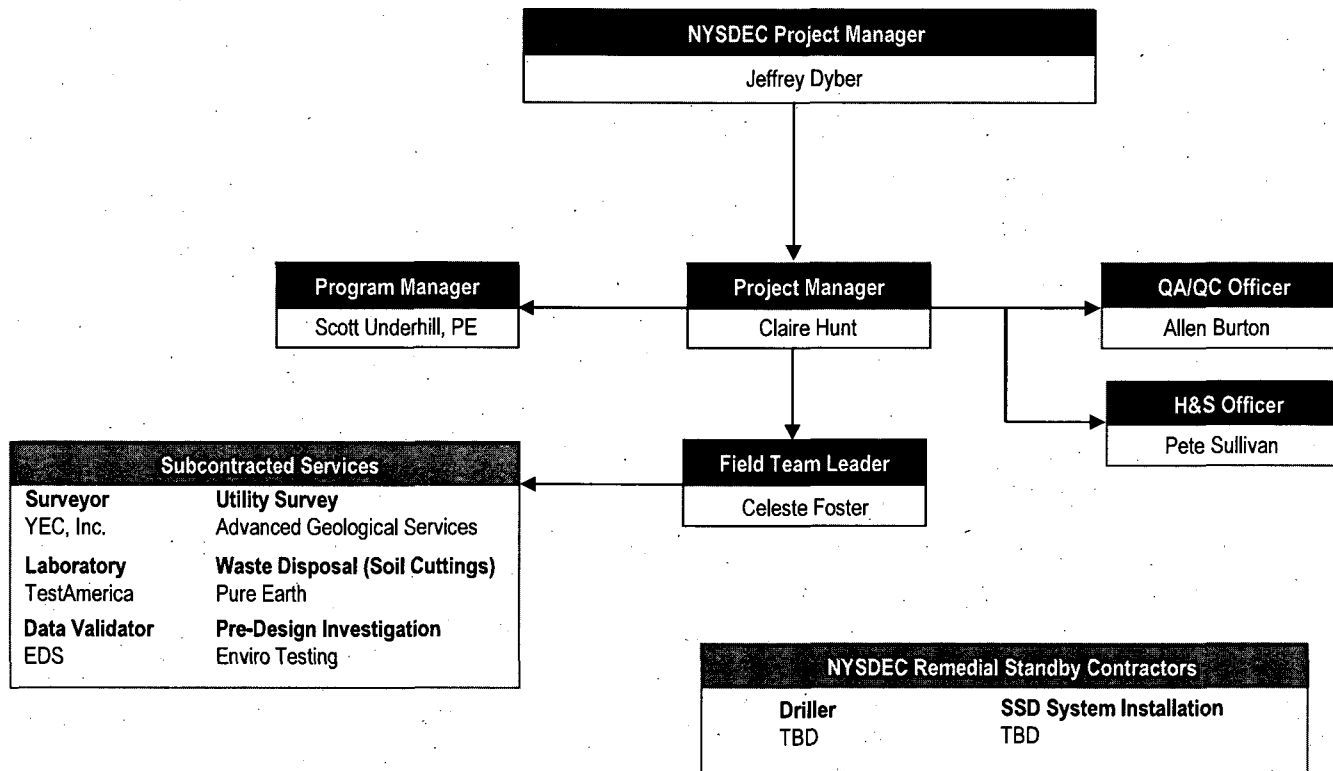 NYSDEC Project Manager
Jeffrey Dyber
Program Manager
Scott Underhill, PE
Project Manager
Claire Hunt
QA/QC Officer
Allen Burton
H&S Officer
Pete Sullivan
Field Team Leader
Celeste Foster
Subcontracted Services
Surveyor Utility Survey
YEC, Inc. Advanced Geological Services
Laboratory Waste Disposal (Soil Cuttings)
TestAmerica Pure Earth
Data Validator Pre-Design Investigation
EDS Enviro Testing
NYSDEC Remedial Standby Contractors
Driller SSD System Installation
TBD TBD